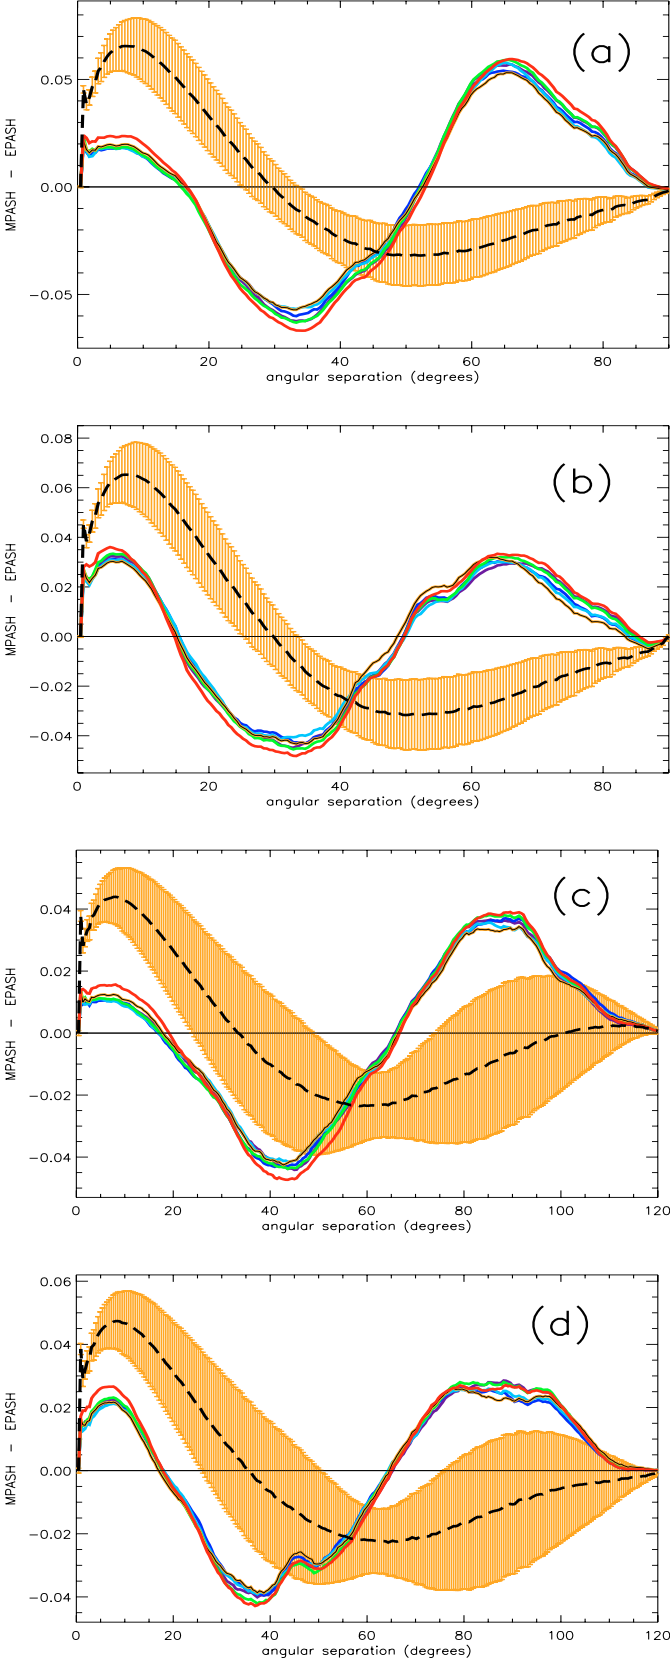 (a)
0.05
0.00
−0.05
MPASH − EPASH
0 20 40 60 80
angular separation (degrees)
(b)
0.08
0.06
0.04
0.02
0.00
−0.02
−0.04
MPASH − EPASH
0 20 40 60 80
angular separation (degrees)
(c)
0.04
0.02
0.00
−0.02
−0.04
MPASH − EPASH
0 20 40 60 80 100 120
angular separation (degrees)
(d)
0.06
0.04
0.02
0.00
−0.02
−0.04
MPASH − EPASH
0 20 40 60 80 100 120
angular separation (degrees)